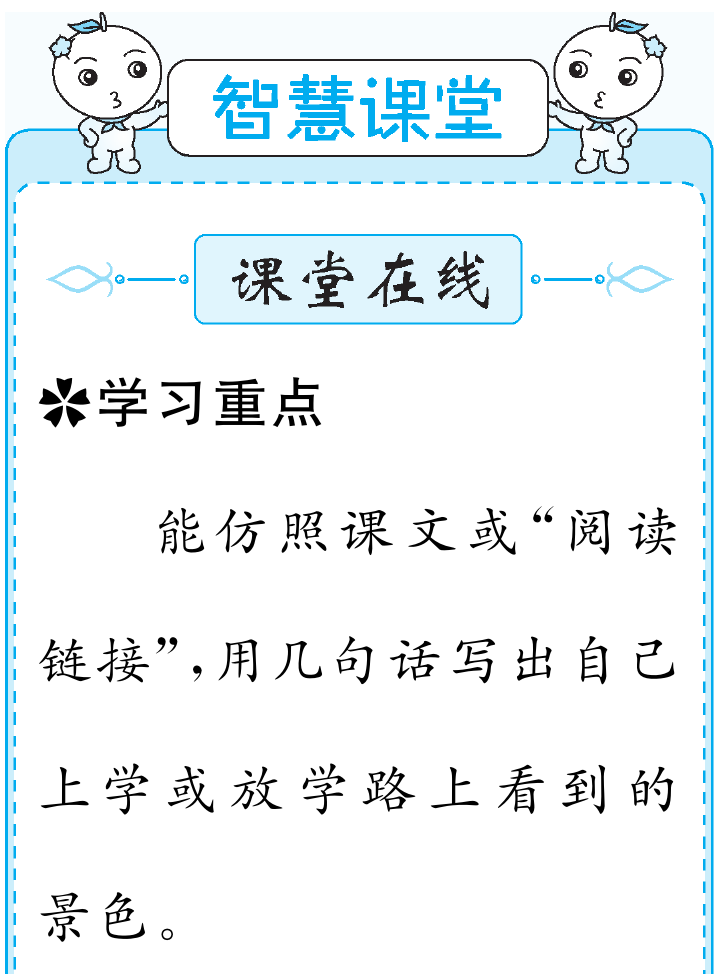 智慧课堂
课堂在线
学习重点
能仿照课文或“阅读
链接”，用几句话写出自己
上学或放学路上看到的
景色。